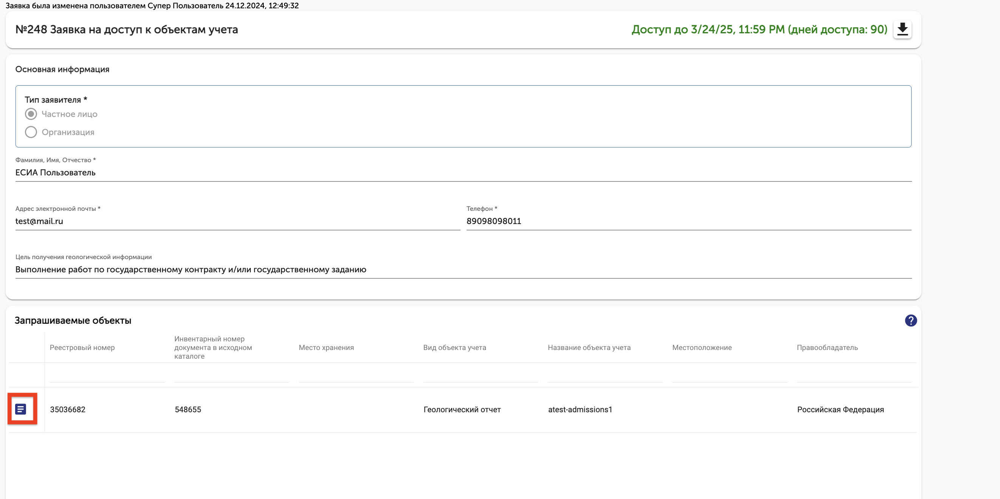 Заявка была изменена пользователем Супер Пользователь 24.12.2024, 12:49:32
№248 Заявка на доступ к объектам учета
Доступ до 3/24/25, 11:59 PM (дней доступа: 90)
Основная информация
Тип заявителя *
Частное лицо
Организация
Фамилия, Имя, Отчество *
ЕСИА Пользователь
Адрес электронной почты *
test@mail.ru
Телефон *
89098098011
Цель получения геологической информации
Выполнение работ по государственному контракту и/или государственному заданию
Запрашиваемые объекты
?
Реестровый номер
Инвентарный номер
документа в исходном
каталоге
Место хранения
Вид объекта учета
Название объекта учета
Местоположение
Правообладатель
35036682
548655
Геологический отчет
atest-admissions1
Российская Федерация